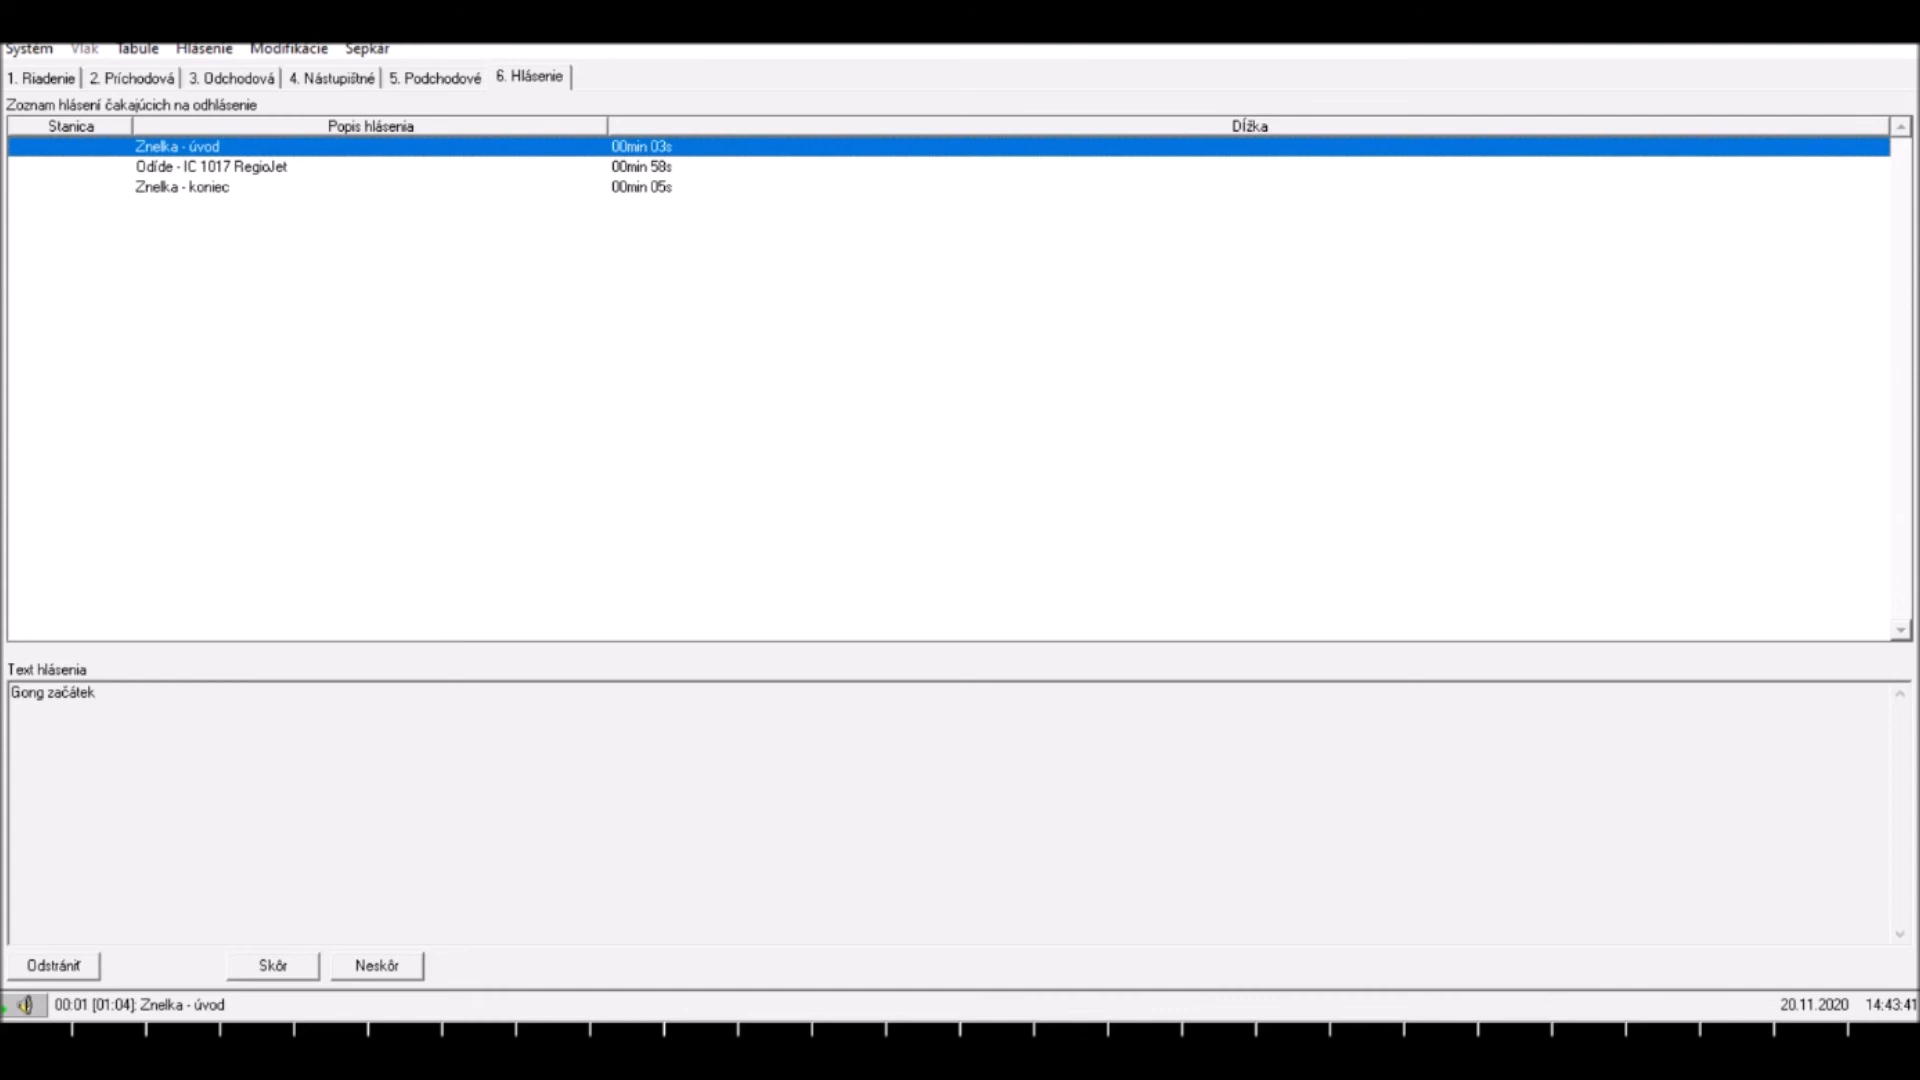 Systém Vlak Tabule Hlásenie Modifikácie Šepkár
1. Riadenie 2. Príchodová 3. Odchodová 4. Nástupištné 5. Podchodové 6. Hlásenie
Zoznam hlásení čakajúcich na odhlásenie
Stanica Popis hlásenia Dĺžka
Znelka - úvod 00min 03s
Odíde - IC 1017 RegioJet 00min 58s
Znelka - koniec 00min 05s
Text hlásenia
Gong začátek
Odstrániť Skôr Neskôr
00:01 [01:04]: Znelka - úvod 20.11.2020 14:43:41